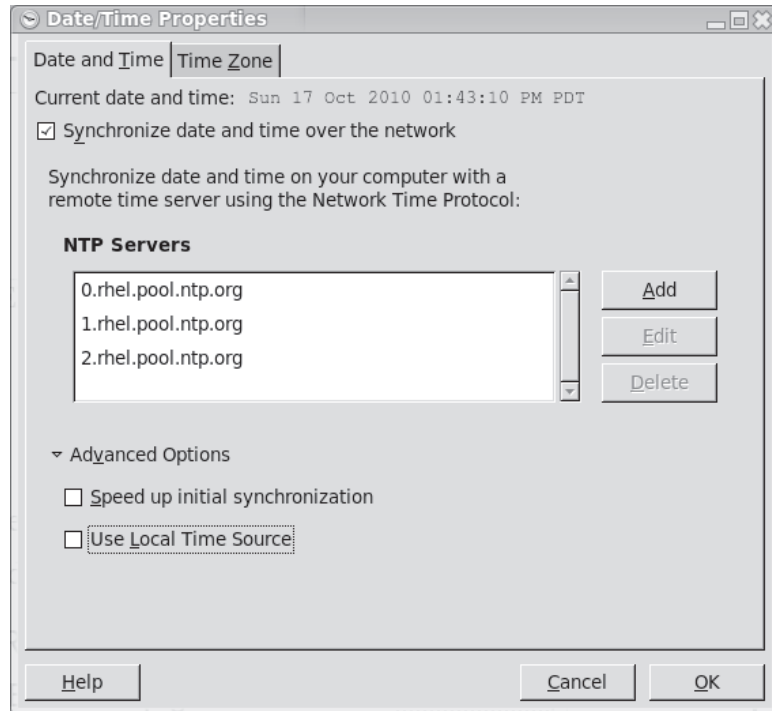 Date/Time Properties
Date and Time
Time Zone
Current date and time: Sun 17 Oct 2010 01:43:10 PM PDT
Synchronize date and time over the network
Synchronize date and time on your computer with a
remote time server using the Network Time Protocol:
NTP Servers
0.rhel.pool.ntp.org
1.rhel.pool.ntp.org
2.rhel.pool.ntp.org
Add
Edit
Delete
Advanced Options
Speed up initial synchronization
Use Local Time Source
Help
Cancel
OK